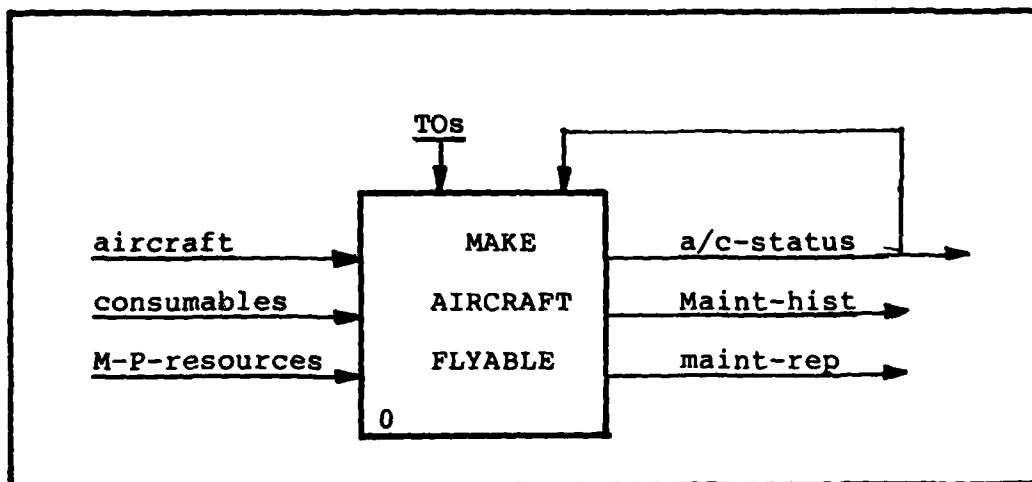 TOs
aircraft MAKE a/c-status
consumables AIRCRAFT Maint-hist
M-P-resources FLYABLE maint-rep
0